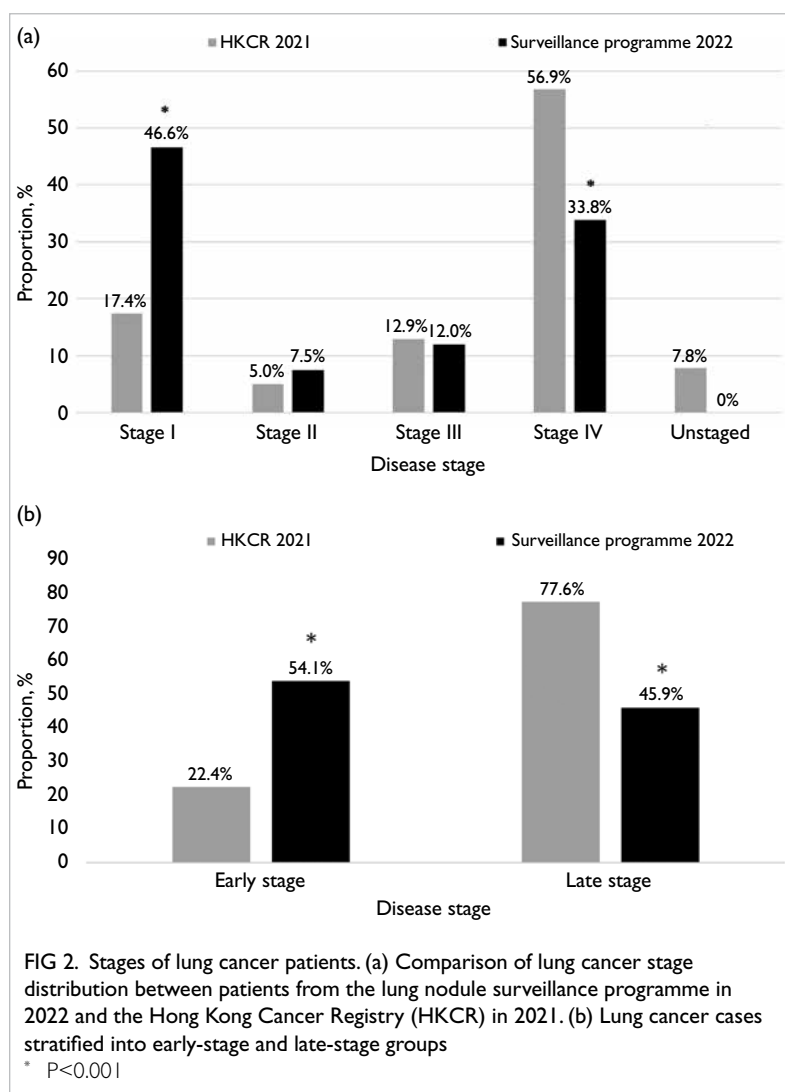 (a)
HKCR 2021 Surveillance programme 2022
Proportion, %
60
50
40
30
20
10
0
17.4%
*
46.6%
5.0%
7.5%
12.9%
12.0%
56.9%
*
33.8%
7.8%
0%
Stage I Stage II Stage III Stage IV Unstaged
Disease stage
(b)
HKCR 2021 Surveillance programme 2022
Proportion, %
90
80
70
60
50
40
30
20
10
0
22.4%
*
54.1%
77.6%
*
45.9%
Early stage Late stage
Disease stage
FIG 2. Stages of lung cancer patients. (a) Comparison of lung cancer stage
distribution between patients from the lung nodule surveillance programme in
2022 and the Hong Kong Cancer Registry (HKCR) in 2021. (b) Lung cancer cases
stratified into early-stage and late-stage groups
* P<0.001